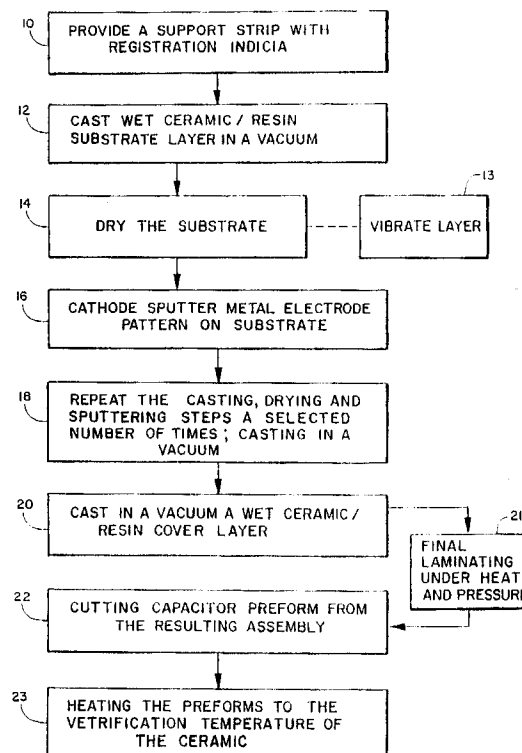 10
PROVIDE A SUPPORT STRIP WITH
REGISTRATION INDICIA
12
CAST WET CERAMIC / RESIN
SUBSTRATE LAYER IN A VACUUM
14
DRY THE SUBSTRATE
13
VIBRATE LAYER
16
CATHODE SPUTTER METAL ELECTRODE
PATTERN ON SUBSTRATE
18
REPEAT THE CASTING, DRYING AND
SPUTTERING STEPS A SELECTED
NUMBER OF TIMES; CASTING IN A
VACUUM
20
CAST IN A VACUUM A WET CERAMIC/
RESIN COVER LAYER
21
FINAL
LAMINATING
UNDER HEAT
AND PRESSURE
22
CUTTING CAPACITOR PREFORM FROM
THE RESULTING ASSEMBLY
23
HEATING THE PREFORMS TO THE
VETRIFICATION TEMPERATURE OF
THE CERAMIC